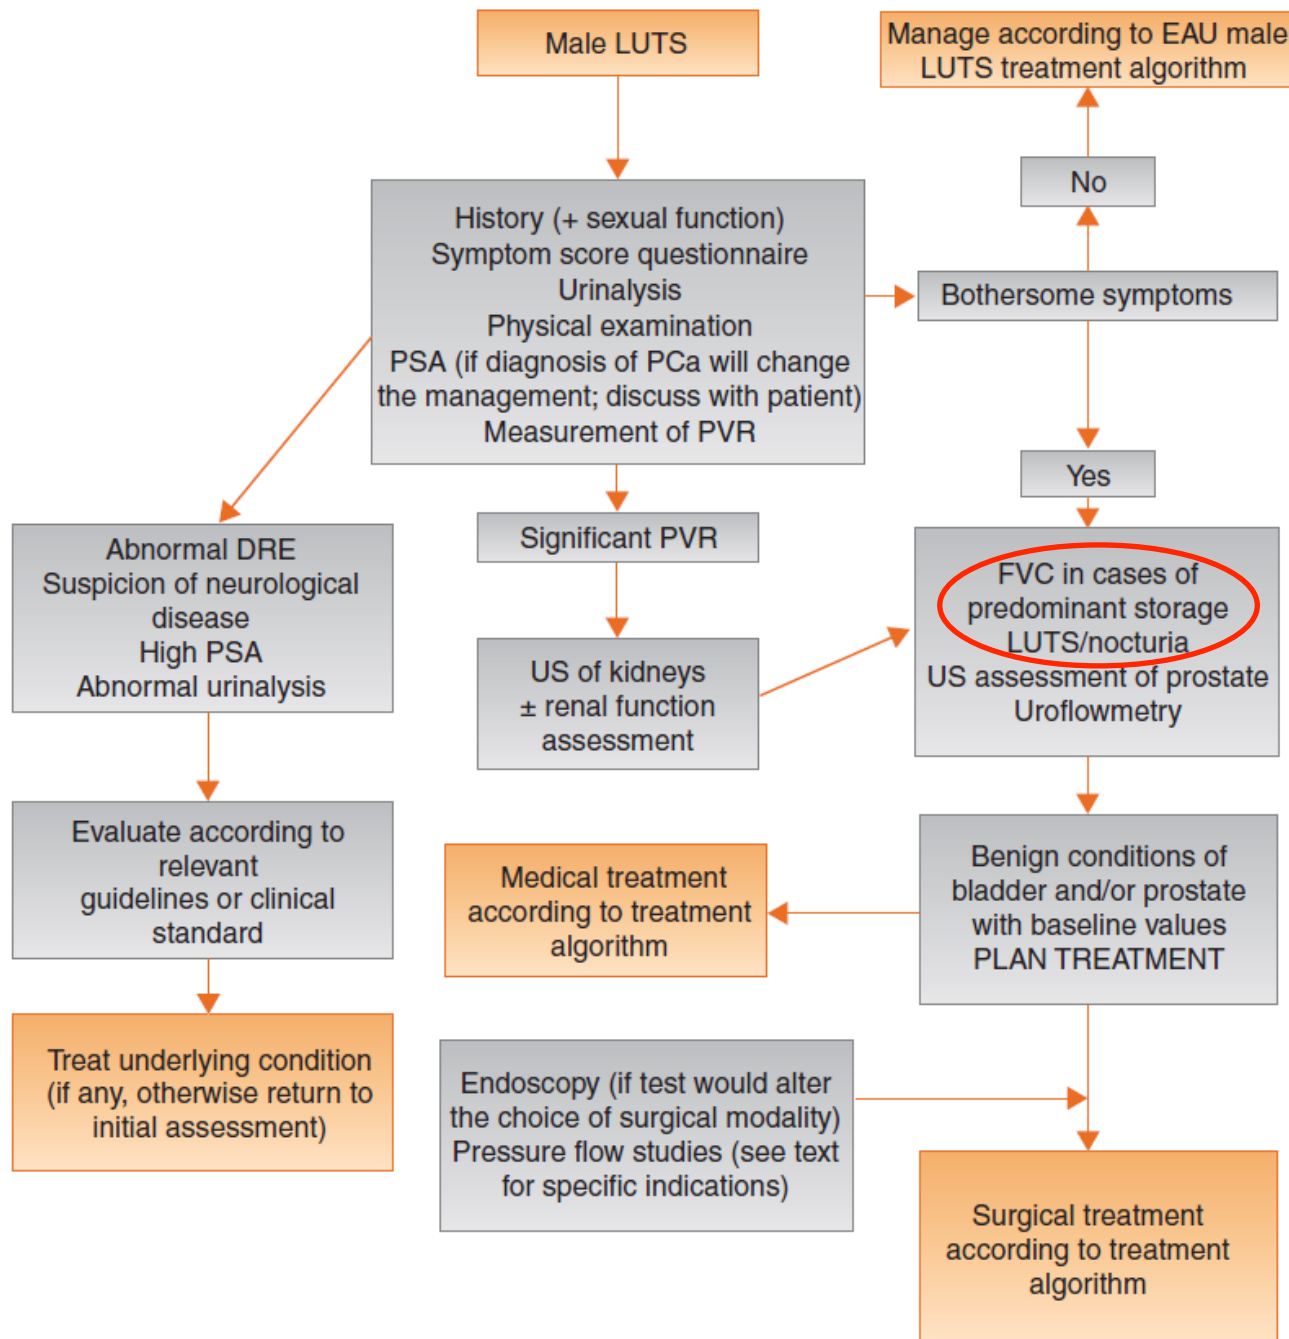 Male LUTS
Manage according to EAU male
LUTS treatment algorithm
No
History (+ sexual function)
Symptom score questionnaire
Urinalysis
Physical examination
PSA (if diagnosis of PCa will change
the management; discuss with patient)
Measurement of PVR
Bothersome symptoms
Yes
Significant PVR
Abnormal DRE
Suspicion of neurological
disease
High PSA
Abnormal urinalysis
FVC in cases of
predominant storage
LUTS/nocturia
US assessment of prostate
Uroflowmetry
US of kidneys
± renal function
assessment
Evaluate according to
relevant
guidelines or clinical
standard
Medical treatment
according to treatment
algorithm
Benign conditions of
bladder and/or prostate
with baseline values
PLAN TREATMENT
Treat underlying condition
(if any, otherwise return to
initial assessment)
Endoscopy (if test would alter
the choice of surgical modality)
Pressure flow studies (see text
for specific indications)
Surgical treatment
according to treatment
algorithm